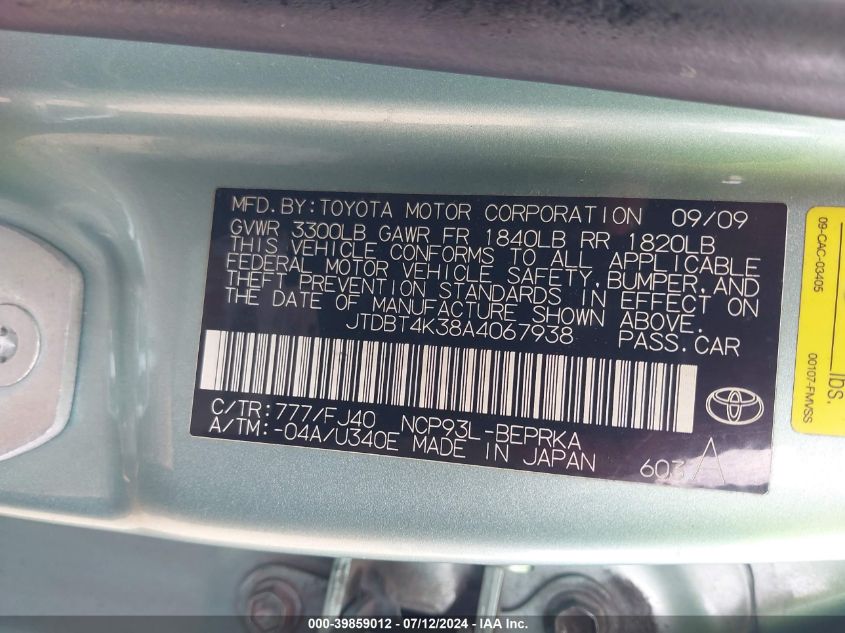 MFD.BY:TOYOTA MOTOR CORPORATION 09/09
GVWR 3300LB GAWR FR 1840LB RR 1820LB
THIS VEHICLE CONFORMS TO ALL APPLICABLE
FEDERAL MOTOR VEHICLE SAFETY,BUMPER,AND
THEFT PREVENTION STANDARDS IN EFFECT ON
THE DATE OF MANUFACTURE SHOWN ABOVE.
JTDBT4K38A4067938 PASS.CAR
C/TR:777/FJ40 NCP93L-BEPRKA
A/TM:-04A/U340E MADE IN JAPAN
603 A
09-CAC-03405
IDS.
00107-FMVSS
000-39859012 - 07/12/2024 - IAA Inc.